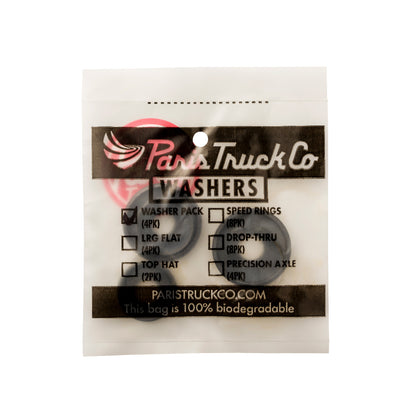 Paris Truck Co
WASHERS
WASHER PACK
(4PK)
SPEED RINGS
(8PK)
LRG FLAT
(4PK)
DROP-THRU
(8PK)
TOP HAT
(2PK)
PRECISION AXLE
(4PK)
PARISTRUCKCO.COM
This bag is 100% biodegradable